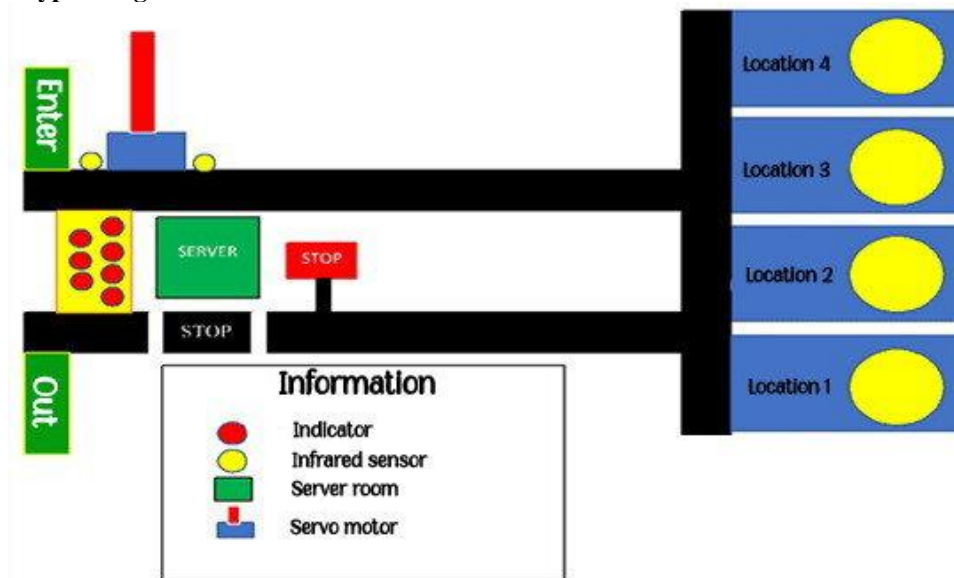 Enter
Location 4
Location 3
SERVER
STOP
Location 2
STOP
Out
Location 1
Information
Indicator
Infrared sensor
Server room
Servo motor